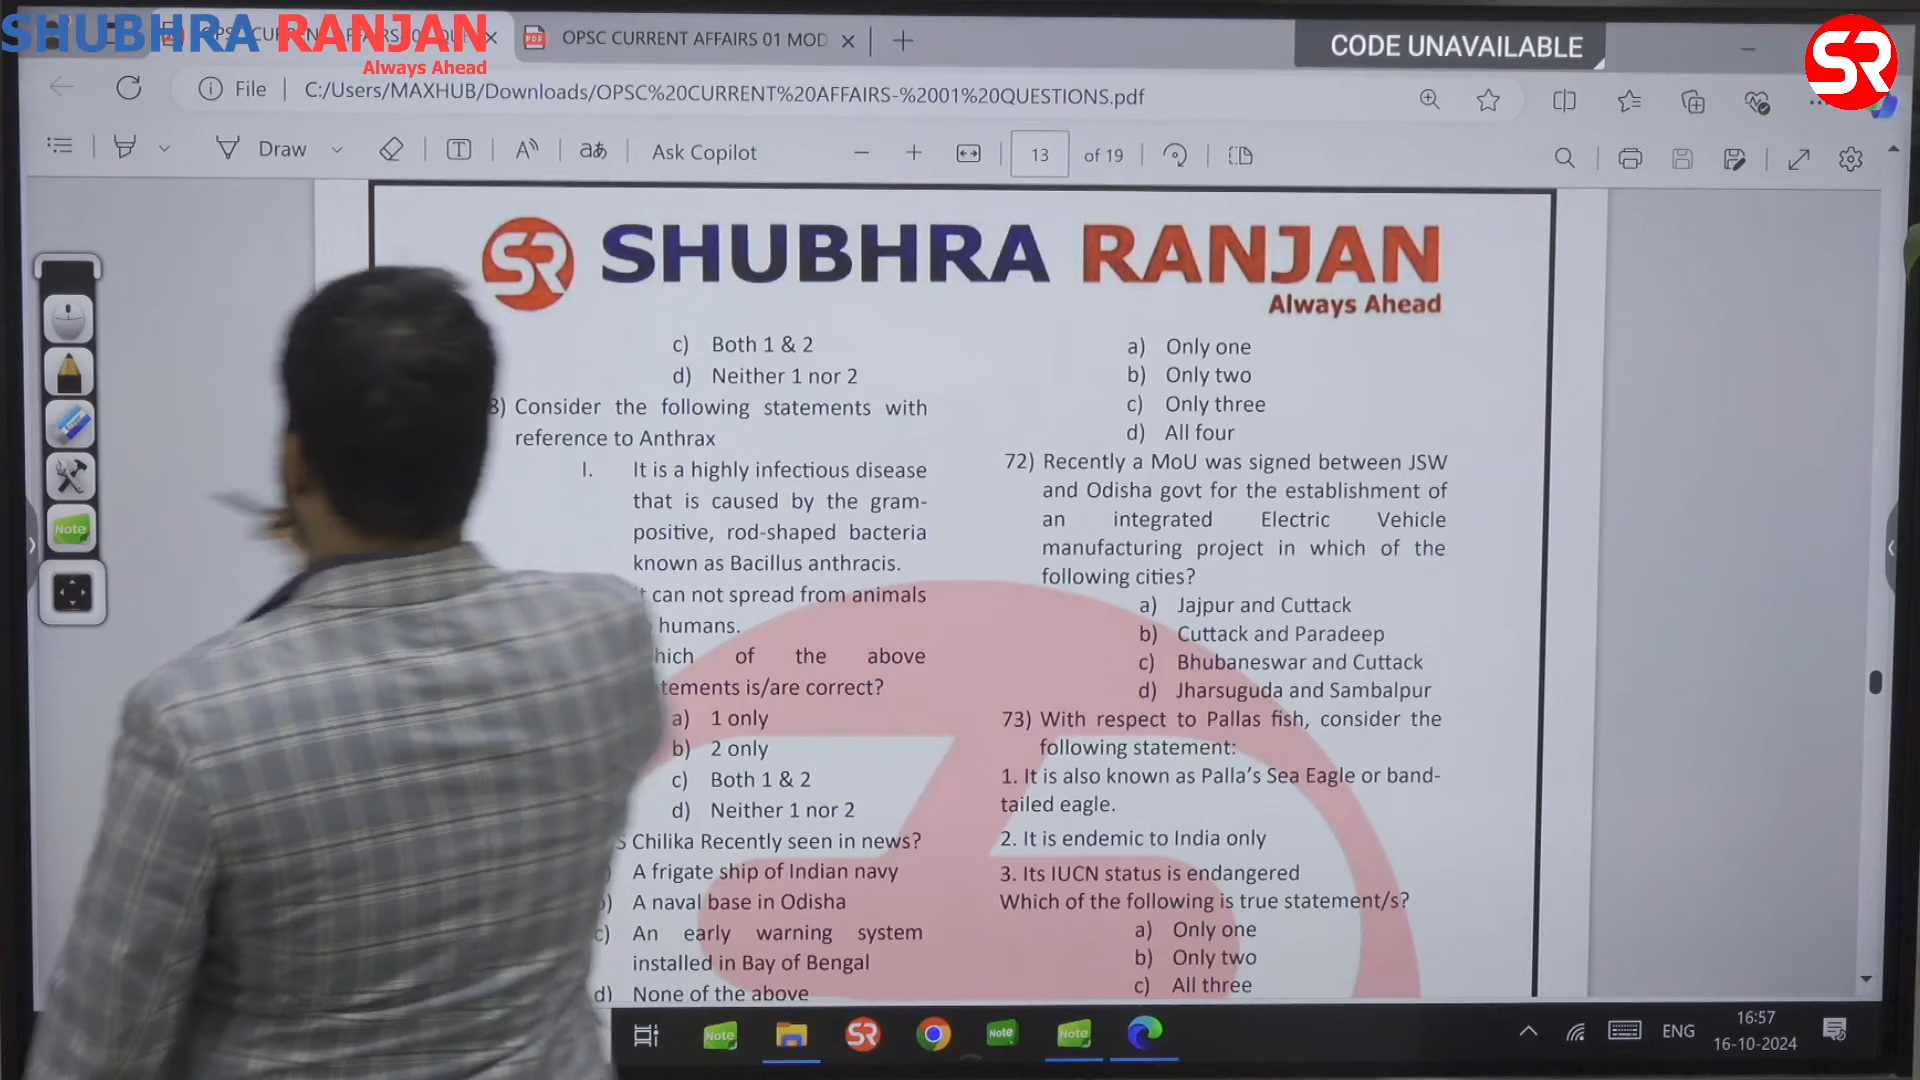 SHUBHRA RANJAN
Always Ahead
OPSC CURRENT AFFAIRS 01 MOD
CODE UNAVAILABLE
SR
File
C:/Users/MAXHUB/Downloads/OPSC%20CURRENT%20AFFAIRS-%2001%20QUESTIONS.pdf
Draw
Ask Copilot
13 of 19
SR SHUBHRA RANJAN
Always Ahead
c) Both 1 & 2
d) Neither 1 nor 2
8) Consider the following statements with
reference to Anthrax
I. It is a highly infectious disease
that is caused by the gram-
positive, rod-shaped bacteria
known as Bacillus anthracis.
can not spread from animals
humans.
of the above
tements is/are correct?
a) 1 only
b) 2 only
c) Both 1 & 2
d) Neither 1 nor 2
S Chilika Recently seen in news?
A frigate ship of Indian navy
A naval base in Odisha
c) An early warning system
installed in Bay of Bengal
d) None of the above
a) Only one
b) Only two
c) Only three
d) All four
72) Recently a MoU was signed between JSW
and Odisha govt for the establishment of
an integrated Electric Vehicle
manufacturing project in which of the
following cities?
a) Jajpur and Cuttack
b) Cuttack and Paradeep
c) Bhubaneswar and Cuttack
d) Jharsuguda and Sambalpur
73) With respect to Pallas fish, consider the
following statement:
1. It is also known as Palla's Sea Eagle or band-
tailed eagle.
2. It is endemic to India only
3. Its IUCN status is endangered
Which of the following is true statement/s?
a) Only one
b) Only two
c) All three
Note
Note
SR
Note
Note
ENG
16:57
16-10-2024